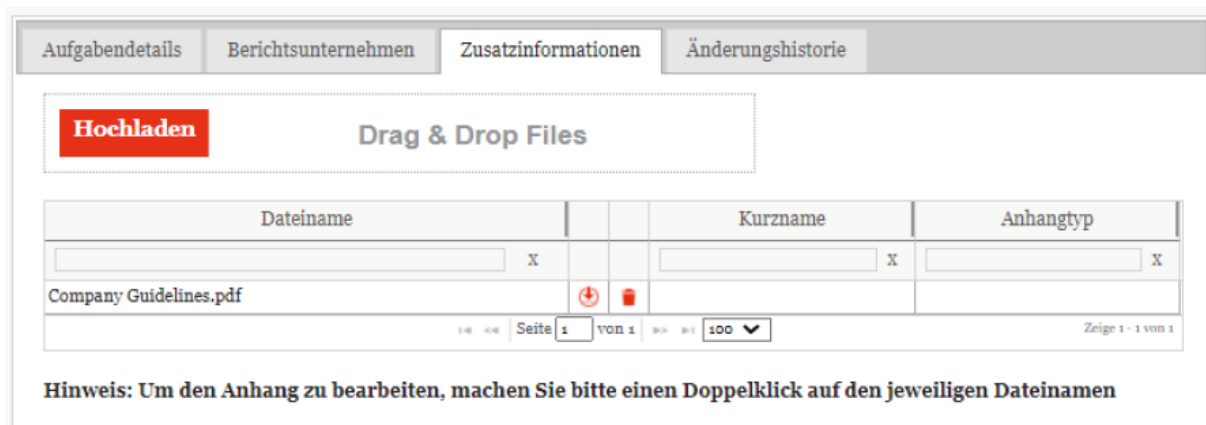 Aufgabendetails Berichtsunternehmen Zusatzinformationen Änderungshistorie
Hochladen Drag & Drop Files
Dateiname Kurzname Anhangtyp
X X X
Company Guidelines.pdf
Seite 1 von 1 100 Zeige 1 - 1 von 1
Hinweis: Um den Anhang zu bearbeiten, machen Sie bitte einen Doppelklick auf den jeweiligen Dateinamen